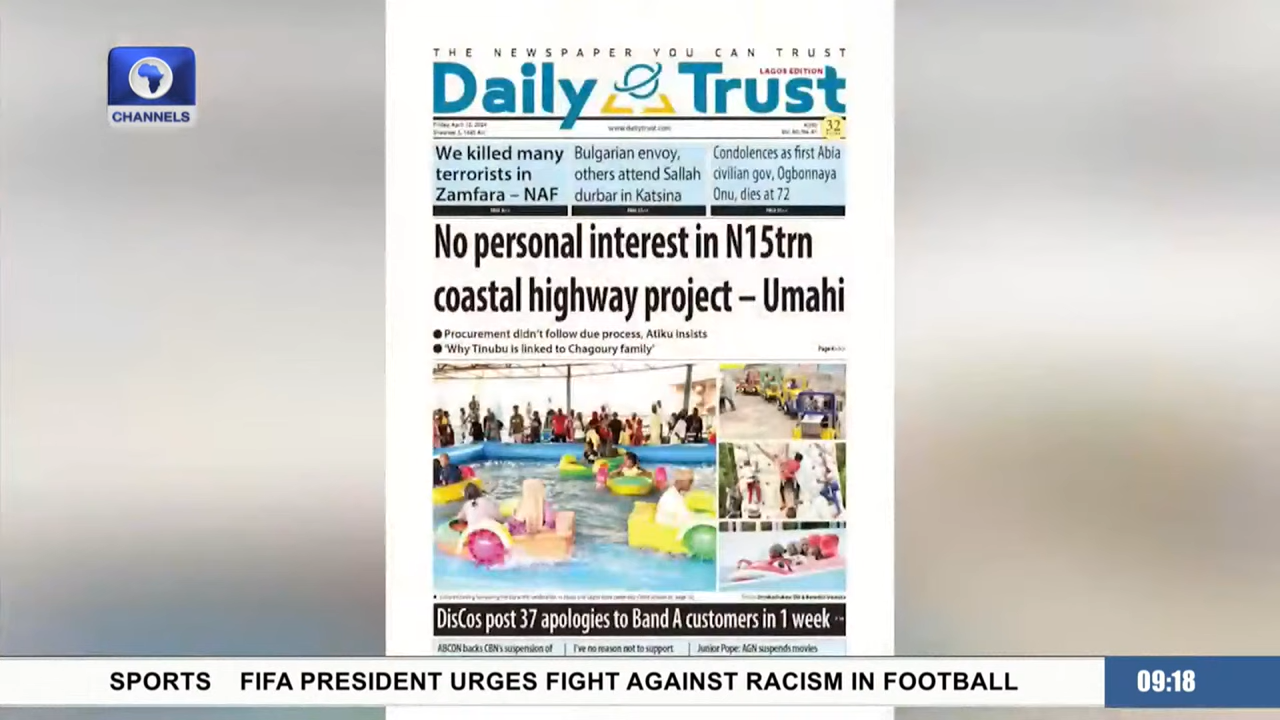 CHANNELS
THE NEWSPAPER YOU CAN TRUST
Daily Trust
LAGOS EDITION
Friday April 12, 2024
www.dailytrust.com
32
We killed many
terrorists in
Zamfara – NAF
Bulgarian envoy,
others attend Sallah
durbar in Katsina
Condolences as first Abia
civilian gov, Ogbonnaya
Onu, dies at 72
No personal interest in N15trn
coastal highway project – Umahi
● Procurement didn't follow due process, Atiku insists
● 'Why Tinubu is linked to Chagoury family'
DisCos post 37 apologies to Band A customers in 1 week
ABCON backs CBN's suspension of
I've no reason not to support
Junior Pope: AGN suspends movies
SPORTS FIFA PRESIDENT URGES FIGHT AGAINST RACISM IN FOOTBALL
09:18